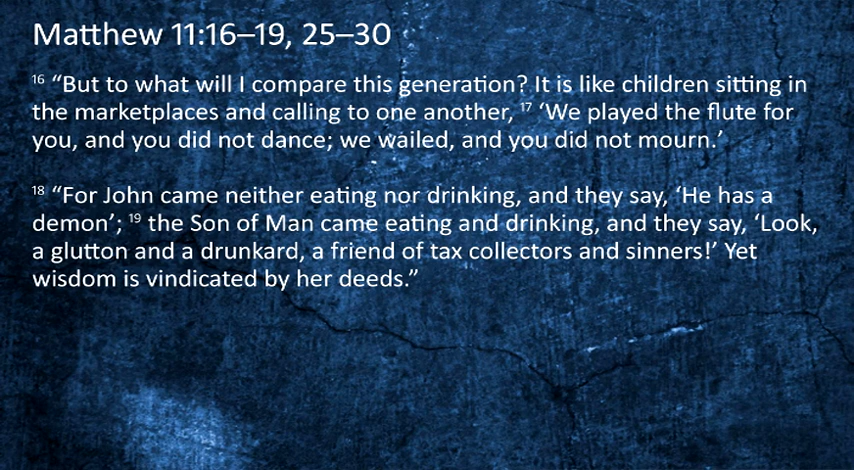 Matthew 11:16–19, 25–30
16 “But to what will I compare this generation? It is like children sitting in
the marketplaces and calling to one another, 17 ‘We played the flute for
you, and you did not dance; we wailed, and you did not mourn.’
18 “For John came neither eating nor drinking, and they say, ‘He has a
demon’; 19 the Son of Man came eating and drinking, and they say, ‘Look,
a glutton and a drunkard, a friend of tax collectors and sinners!’ Yet
wisdom is vindicated by her deeds.”